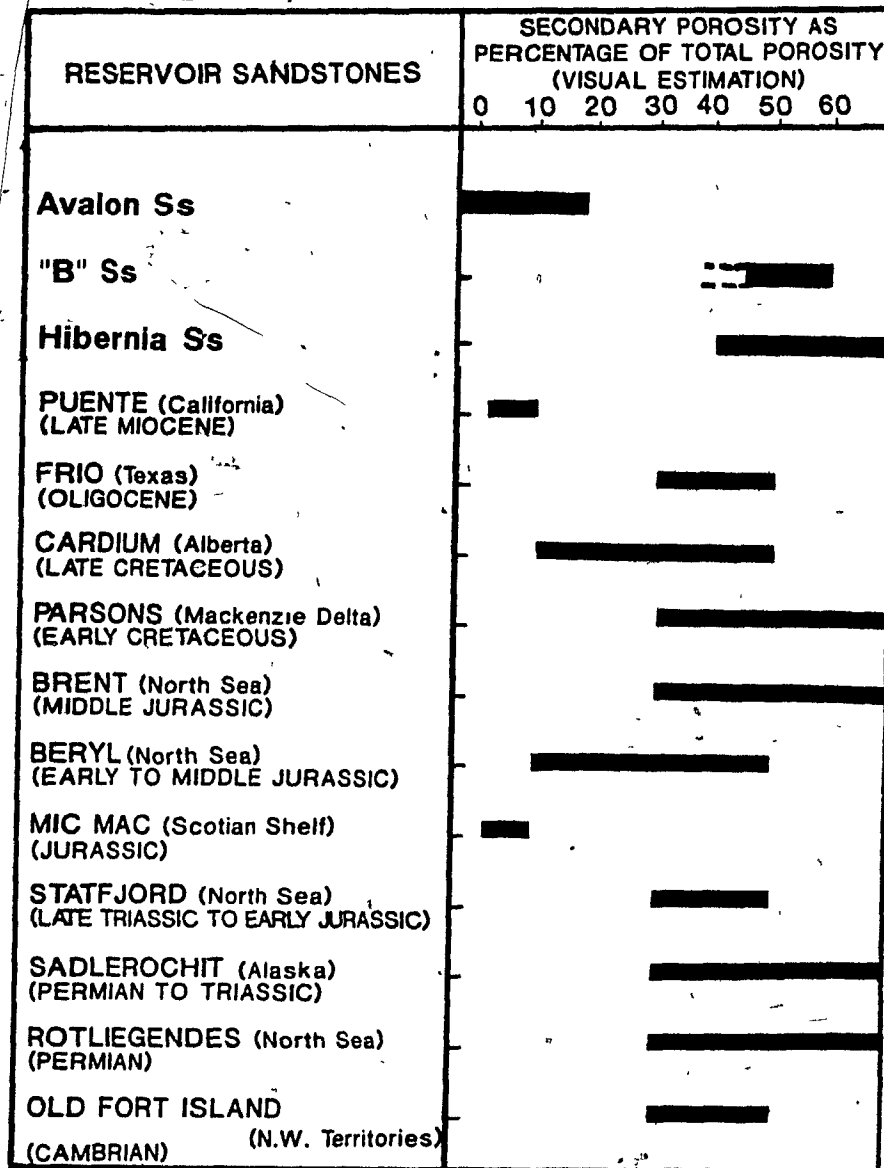 RESERVOIR SANDSTONES
SECONDARY POROSITY AS
PERCENTAGE OF TOTAL POROSITY
(VISUAL ESTIMATION)
0 10 20 30 40 50 60
Avalon Ss
"B" Ss
Hibernia Ss
PUENTE (California)
(LATE MIOCENE)
FRIO (Texas)
(OLIGOCENE)
CARDIUM (Alberta)
(LATE CRETACEOUS)
PARSONS (Mackenzie Delta)
(EARLY CRETACEOUS)
BRENT (North Sea)
(MIDDLE JURASSIC)
BERYL (North Sea)
(EARLY TO MIDDLE JURASSIC)
MIC MAC (Scotian Shelf)
(JURASSIC)
STATFJORD (North Sea)
(LATE TRIASSIC TO EARLY JURASSIC)
SADLEROCHIT (Alaska)
(PERMIAN TO TRIASSIC)
ROTLIEGENDES (North Sea)
(PERMIAN)
OLD FORT ISLAND
(N.W. Territories)
(CAMBRIAN)